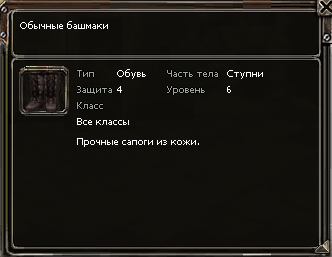 Обычные башмаки
Тип Обувь Часть тела Ступни
Защита 4 Уровень 6
Класс
Все классы
Прочные сапоги из кожи.